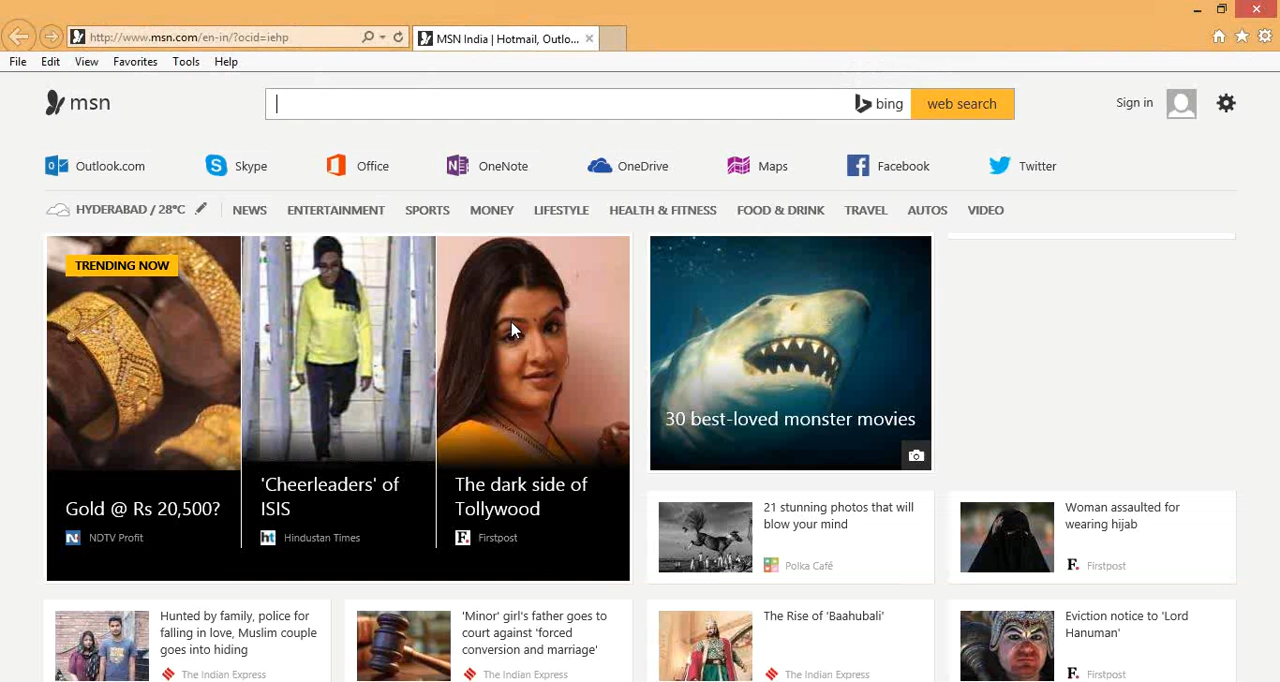 http://www.msn.com/en-in/?ocid=iehp
MSN India | Hotmail, Outlo...
File Edit View Favorites Tools Help
msn
bing
web search
Sign in
Outlook.com Skype Office OneNote OneDrive Maps Facebook Twitter
HYDERABAD / 28°C NEWS ENTERTAINMENT SPORTS MONEY LIFESTYLE HEALTH & FITNESS FOOD & DRINK TRAVEL AUTOS VIDEO
TRENDING NOW
Gold @ Rs 20,500?
NDTV Profit
'Cheerleaders' of
ISIS
Hindustan Times
The dark side of
Tollywood
Firstpost
30 best-loved monster movies
21 stunning photos that will
blow your mind
Polka Café
Woman assaulted for
wearing hijab
Firstpost
Hunted by family, police for
falling in love, Muslim couple
goes into hiding
The Indian Express
'Minor' girl's father goes to
court against 'forced
conversion and marriage'
The Indian Express
The Rise of 'Baahubali'
The Indian Express
Eviction notice to 'Lord
Hanuman'
Firstpost